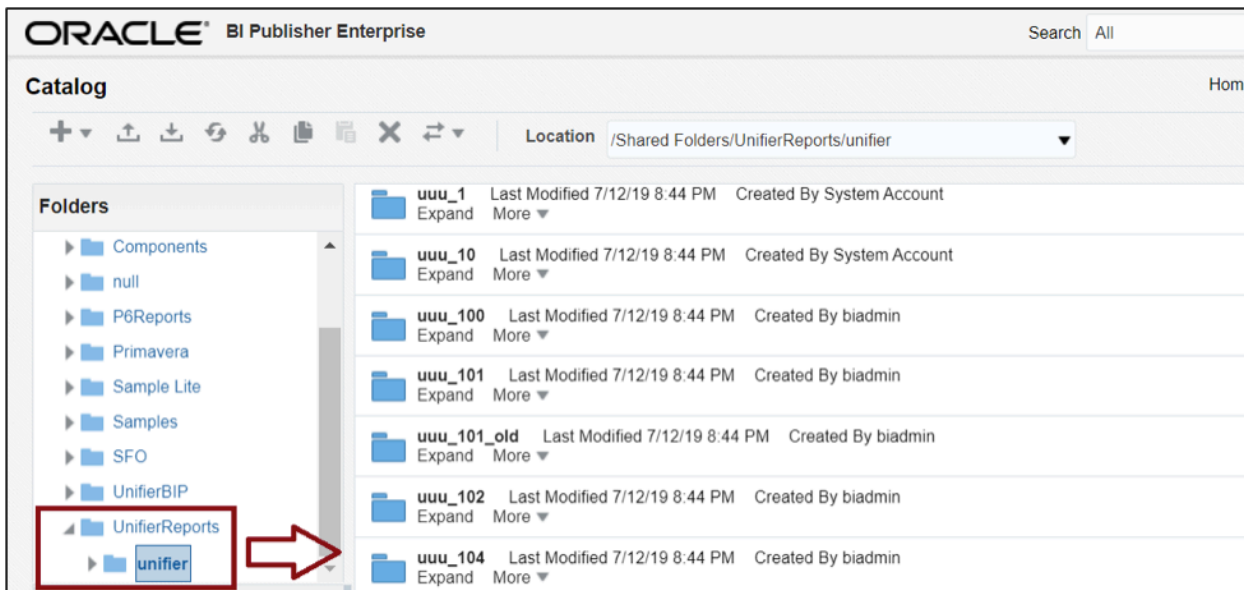 ORACLE® BI Publisher Enterprise Search All
Catalog Hom
Location /Shared Folders/UnifierReports/unifier
Folders
Components
null
P6Reports
Primavera
Sample Lite
Samples
SFO
UnifierBIP
UnifierReports
unifier
uuu_1 Last Modified 7/12/19 8:44 PM Created By System Account
Expand More
uuu_10 Last Modified 7/12/19 8:44 PM Created By System Account
Expand More
uuu_100 Last Modified 7/12/19 8:44 PM Created By biadmin
Expand More
uuu_101 Last Modified 7/12/19 8:44 PM Created By biadmin
Expand More
uuu_101_old Last Modified 7/12/19 8:44 PM Created By biadmin
Expand More
uuu_102 Last Modified 7/12/19 8:44 PM Created By biadmin
Expand More
uuu_104 Last Modified 7/12/19 8:44 PM Created By biadmin
Expand More